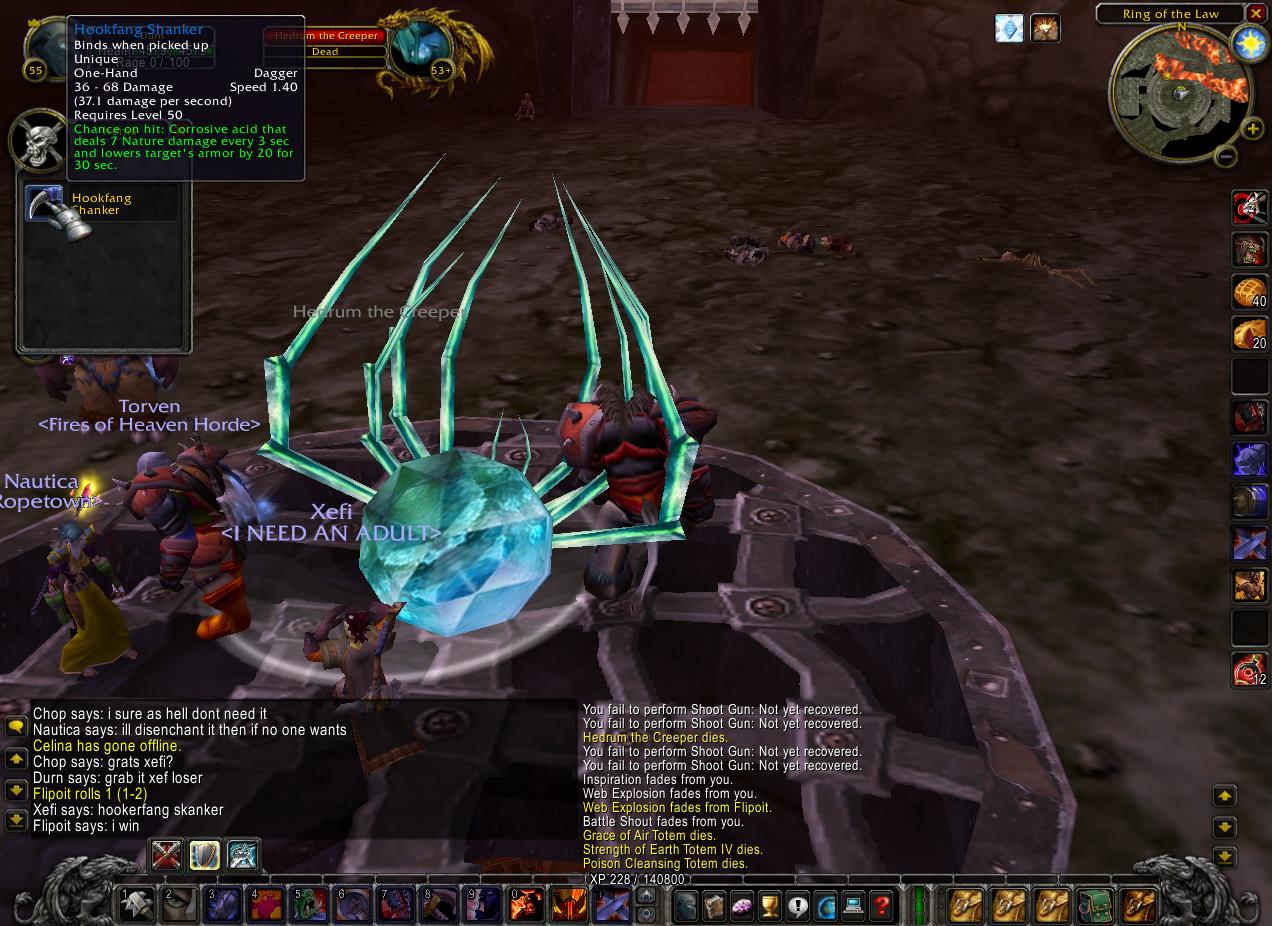 Hookfang Shanker
Binds when picked up
Unique
One-Hand Dagger
36 - 68 Damage Speed 1.40
(37.1 damage per second)
Requires Level 50
Chance on hit: Corrosive acid that
deals 7 Nature damage every 3 sec
and lowers target's armor by 20 for
30 sec.
Rage 0 / 100
55
Hedrum the Creeper
Dead
53+
Ring of the Law
N
Hookfang
Shanker
40
20
12
Hedrum the Creeper
Torven
<Fires of Heaven Horde>
Nautica
Ropetown>
Xefi
<I NEED AN ADULT>
Chop says: i sure as hell dont need it
Nautica says: ill disenchant it then if no one wants
Celina has gone offline.
Chop says: grats xefi?
Durn says: grab it xef loser
Flipoit rolls 1 (1-2)
Xefi says: hookerfang skanker
Flipoit says: i win
You fail to perform Shoot Gun: Not yet recovered.
You fail to perform Shoot Gun: Not yet recovered.
Hedrum the Creeper dies.
You fail to perform Shoot Gun: Not yet recovered.
You fail to perform Shoot Gun: Not yet recovered.
Inspiration fades from you.
Web Explosion fades from you.
Web Explosion fades from Flipoit.
Battle Shout fades from you.
Grace of Air Totem dies.
Strength of Earth Totem IV dies.
Poison Cleansing Totem dies.
XP 228 / 140800
1 2 3 4 5 6 7 8 9 0 - =